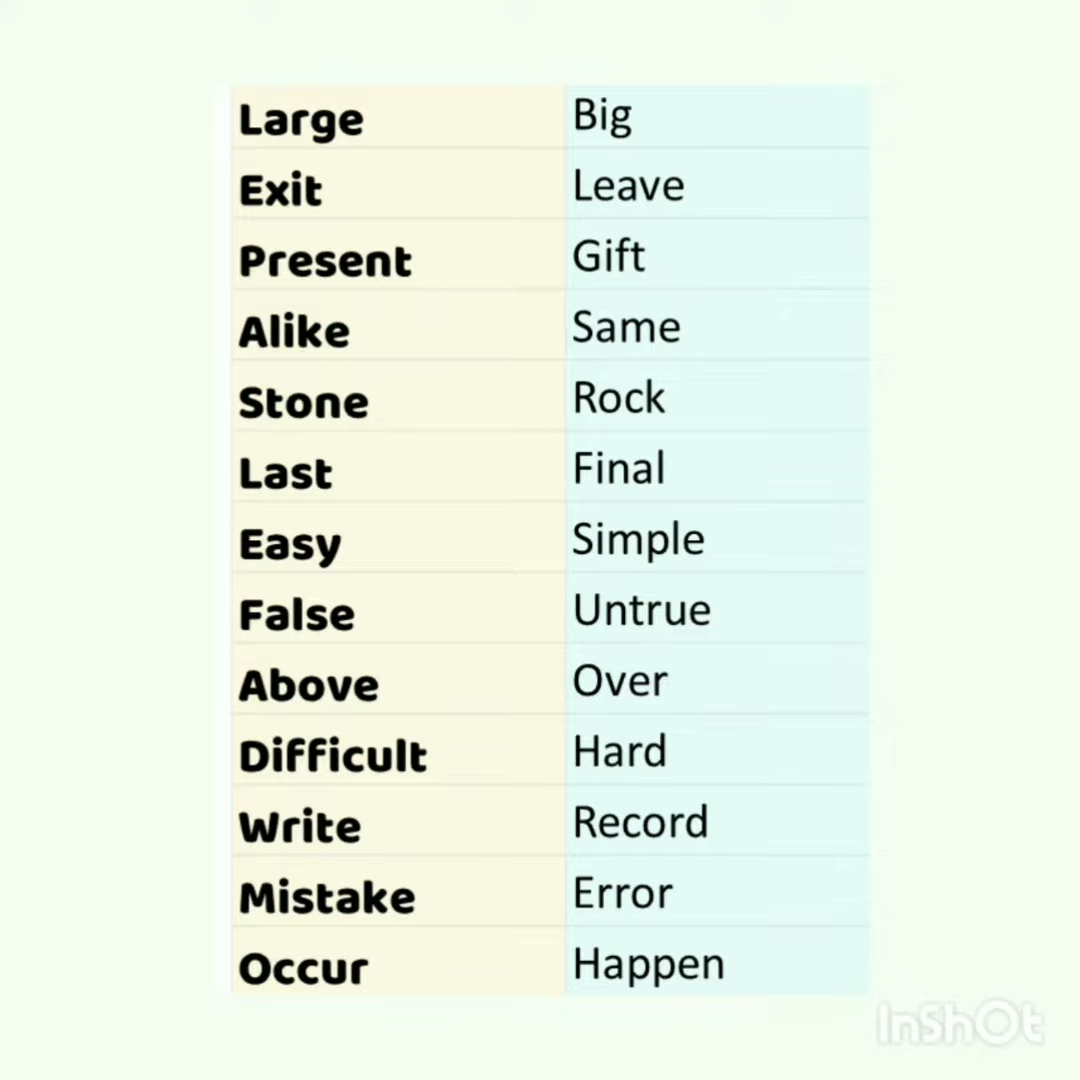 Large Big
Exit Leave
Present Gift
Alike Same
Stone Rock
Last Final
Easy Simple
False Untrue
Above Over
Difficult Hard
Write Record
Mistake Error
Occur Happen
InShOt